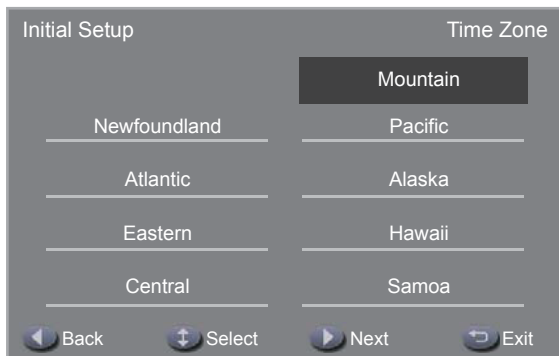 Initial Setup Time Zone
Mountain
Newfoundland Pacific
Atlantic Alaska
Eastern Hawaii
Central Samoa
Back Select Next Exit